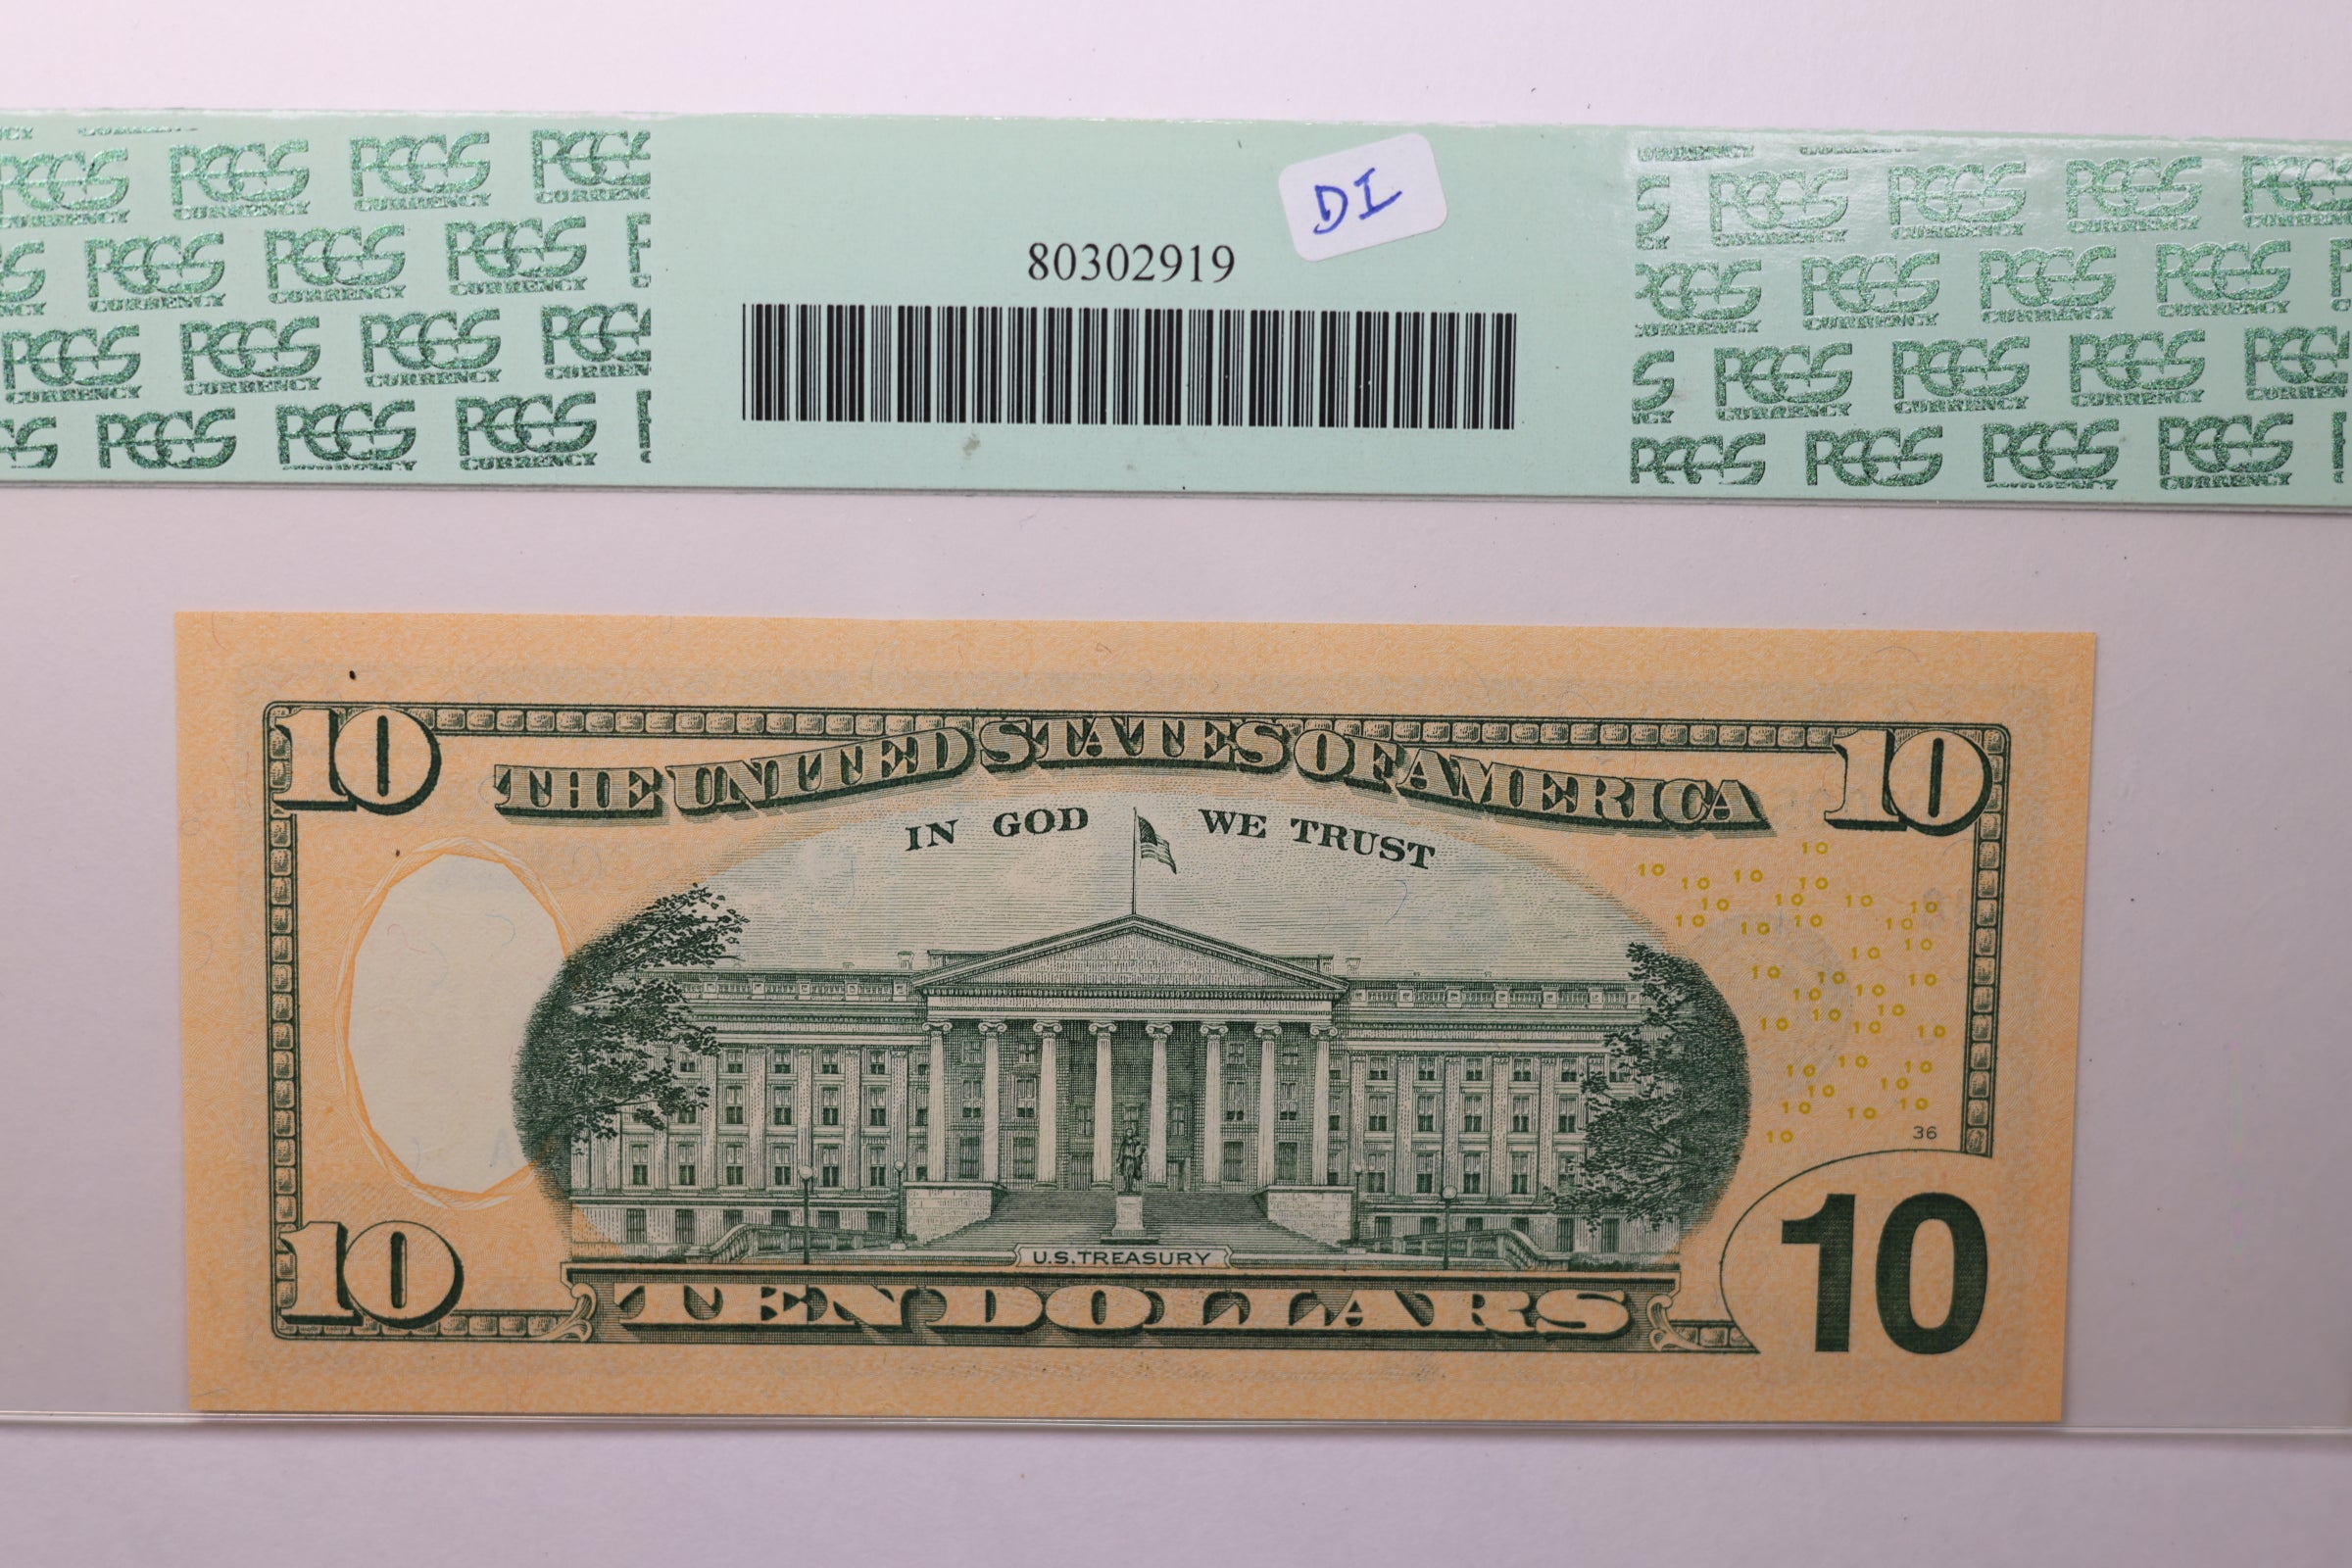 PCGS CURRENCY
DI
80302919
10
10
THE UNITED STATES OF AMERICA
IN GOD WE TRUST
10
36
U.S. TREASURY
10
TEN DOLLARS
10